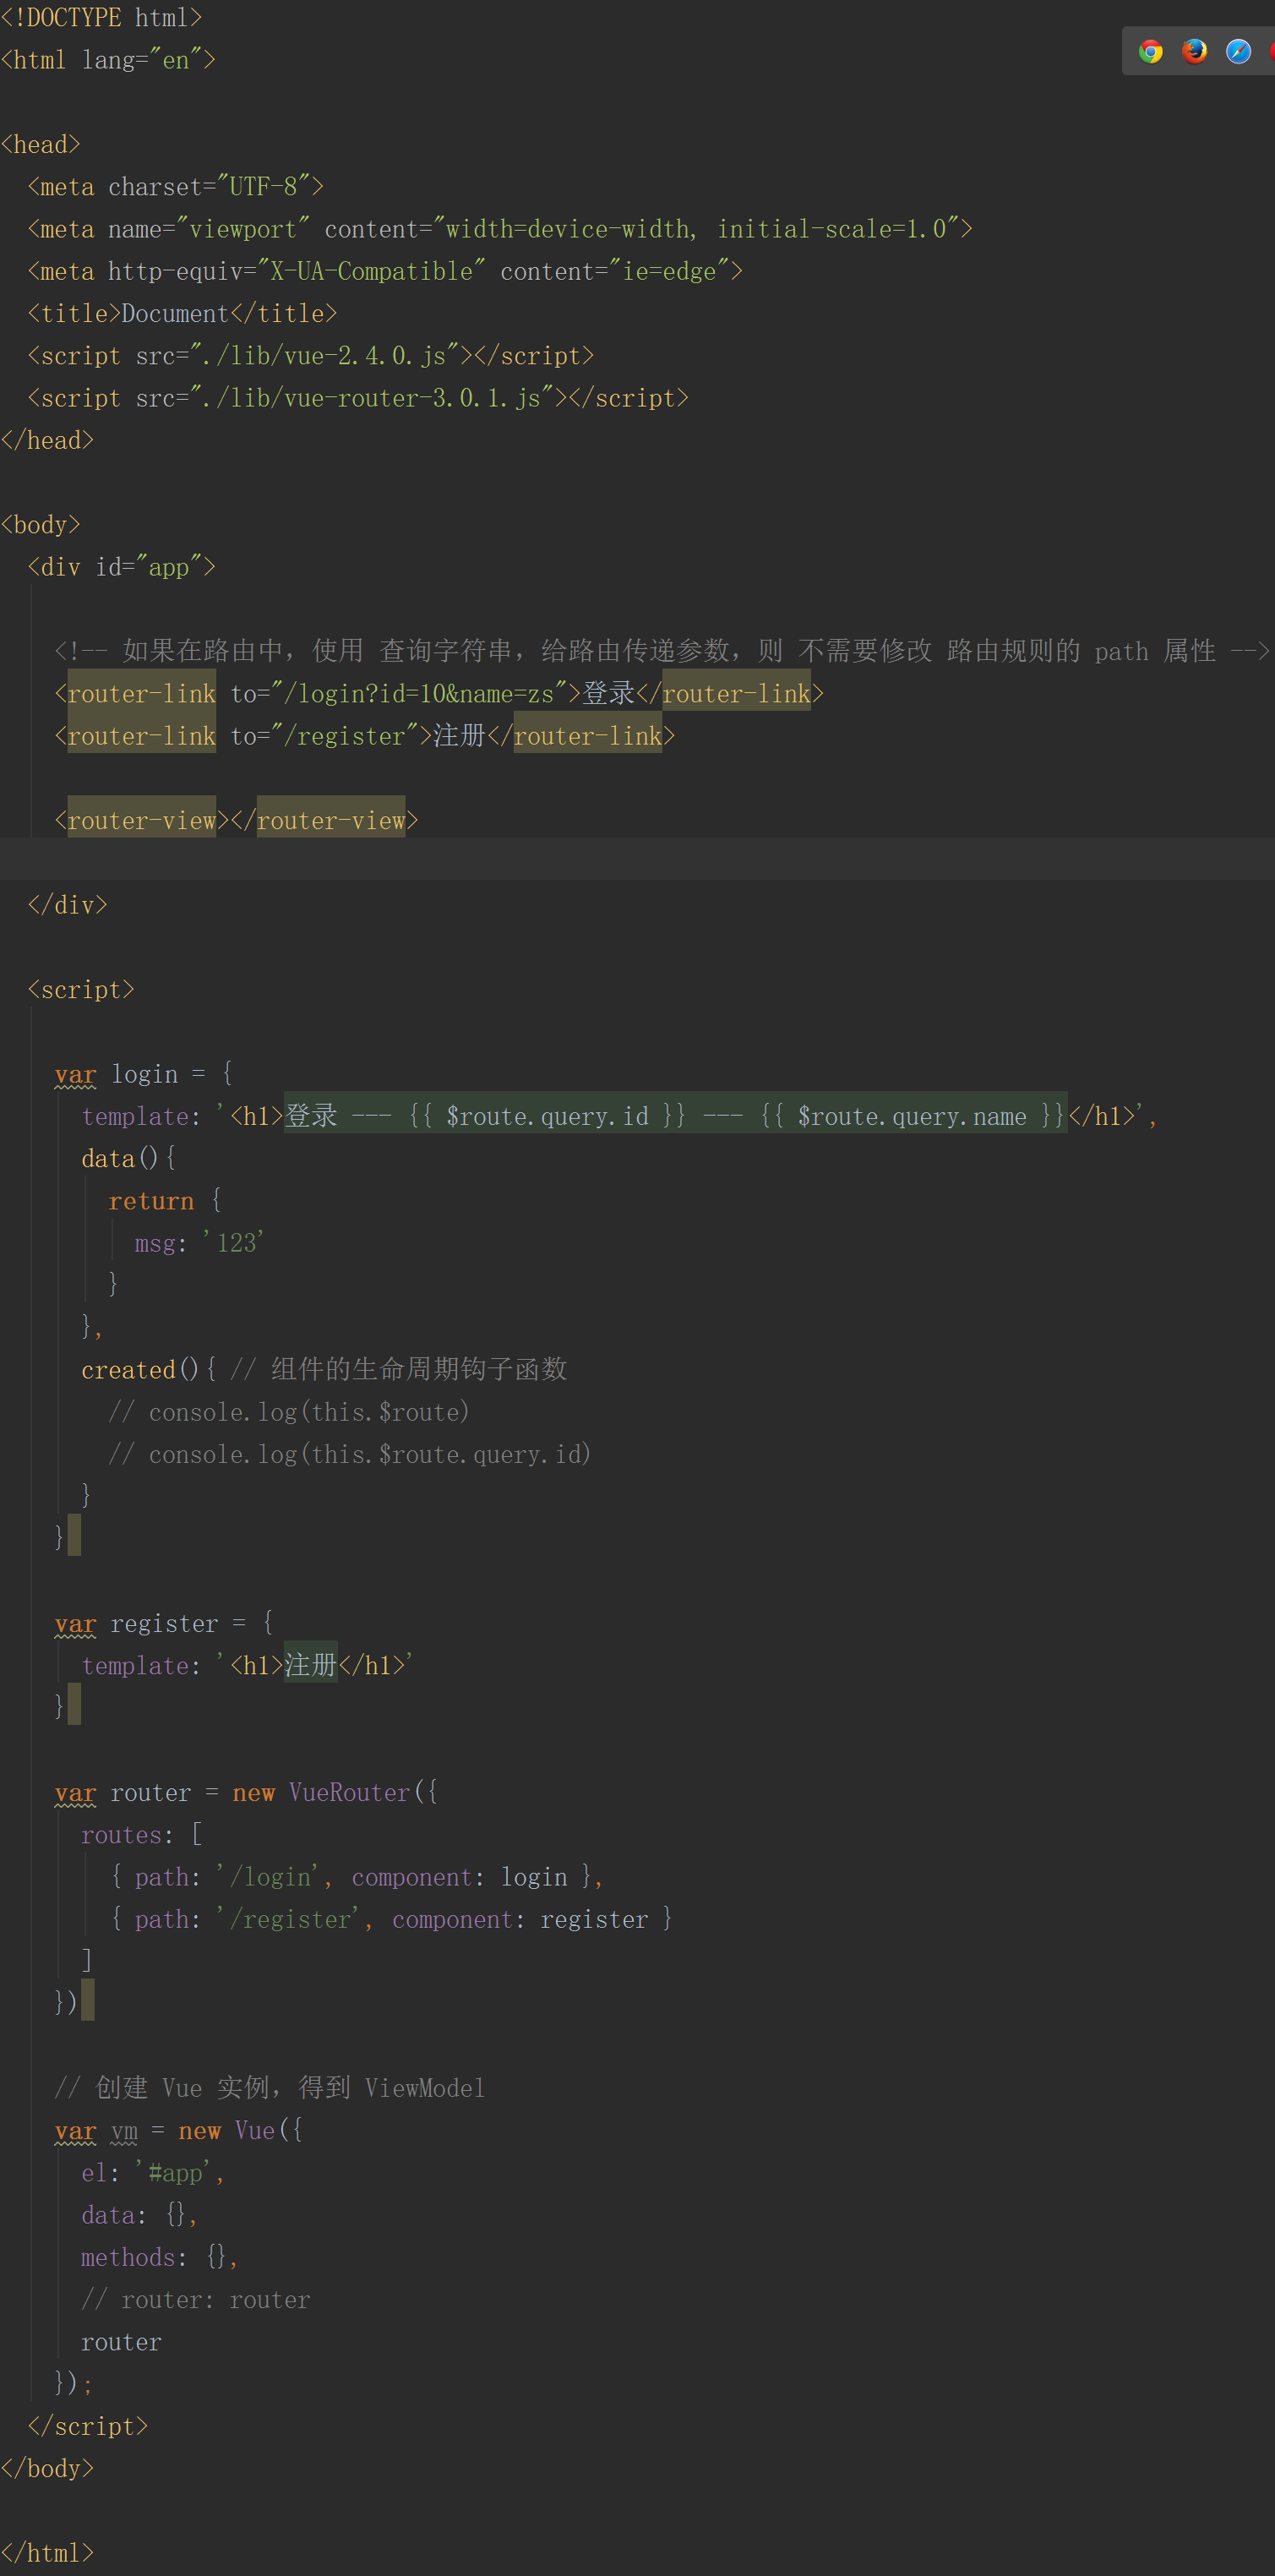 <!DOCTYPE html>
<html lang="en">
<head>
<meta charset="UTF-8">
<meta name="viewport" content="width=device-width, initial-scale=1.0">
<meta http-equiv="X-UA-Compatible" content="ie=edge">
<title>Document</title>
<script src="./lib/vue-2.4.0.js"></script>
<script src="./lib/vue-router-3.0.1.js"></script>
</head>
<body>
<div id="app">
<!-- 如果在路由中，使用 查询字符串，给路由传递参数，则 不需要修改 路由规则的 path 属性 -->
<router-link to="/login?id=10&name=zs">登录</router-link>
<router-link to="/register">注册</router-link>
<router-view></router-view>
</div>
<script>
var login = {
template: '<h1>登录 --- {{ $route.query.id }} --- {{ $route.query.name }}</h1>',
data(){
return {
msg: '123'
}
},
created(){ // 组件的生命周期钩子函数
// console.log(this.$route)
// console.log(this.$route.query.id)
}
}
var register = {
template: '<h1>注册</h1>'
}
var router = new VueRouter({
routes: [
{ path: '/login', component: login },
{ path: '/register', component: register }
]
})
// 创建 Vue 实例，得到 ViewModel
var vm = new Vue({
el: '#app',
data: {},
methods: {},
// router: router
router
});
</script>
</body>
</html>